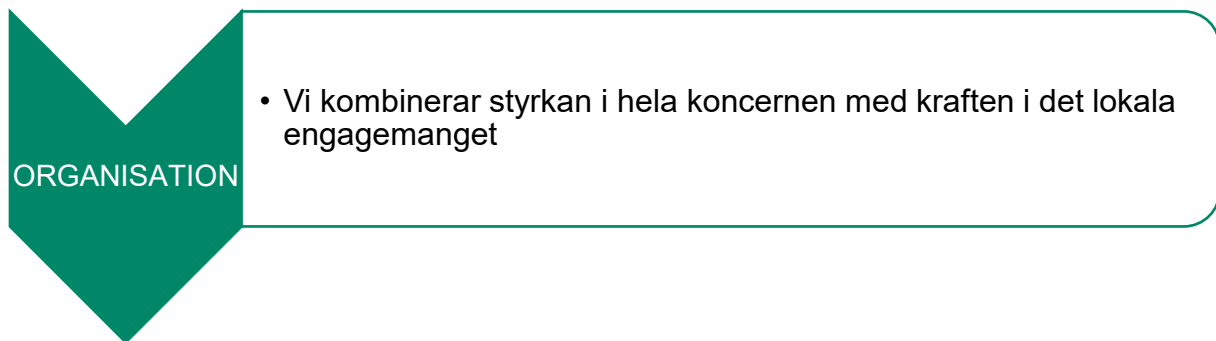 ORGANISATION
• Vi kombinerar styrkan i hela koncernen med kraften i det lokala
engagemanget